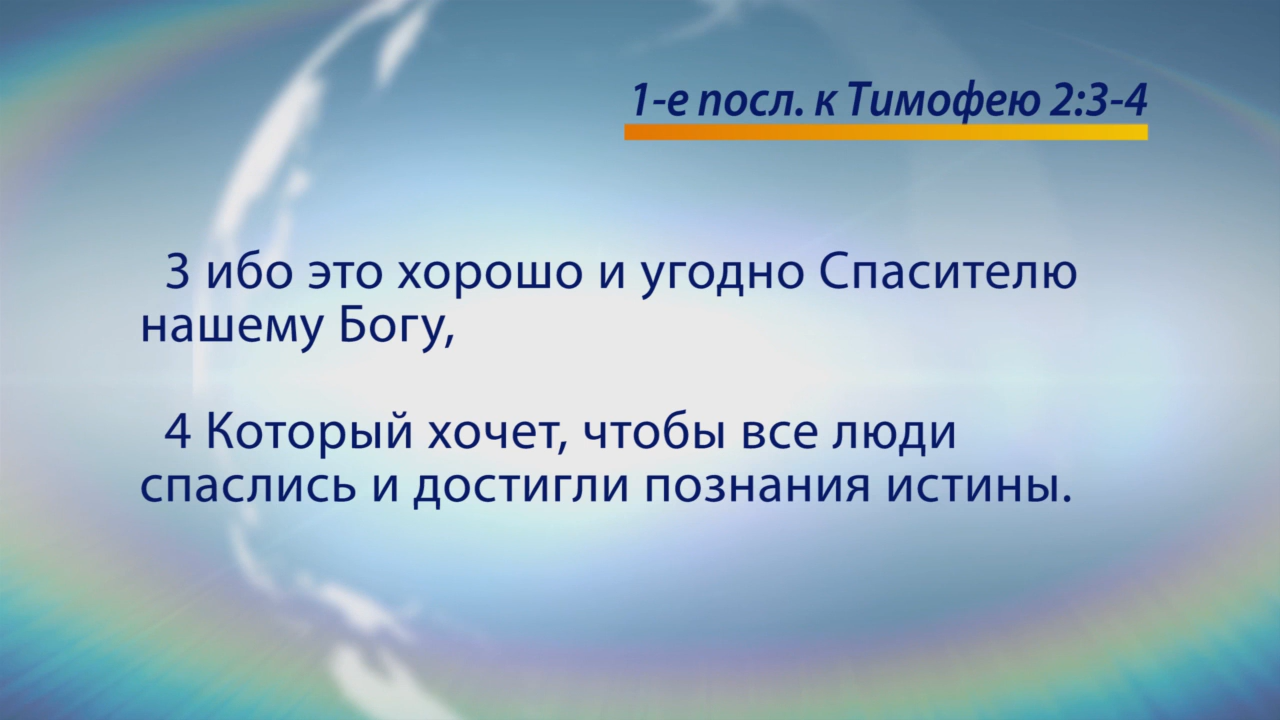 1-е посл. к Тимофею 2:3-4
3 ибо это хорошо и угодно Спасителю
нашему Богу,
4 Который хочет, чтобы все люди
спаслись и достигли познания истины.